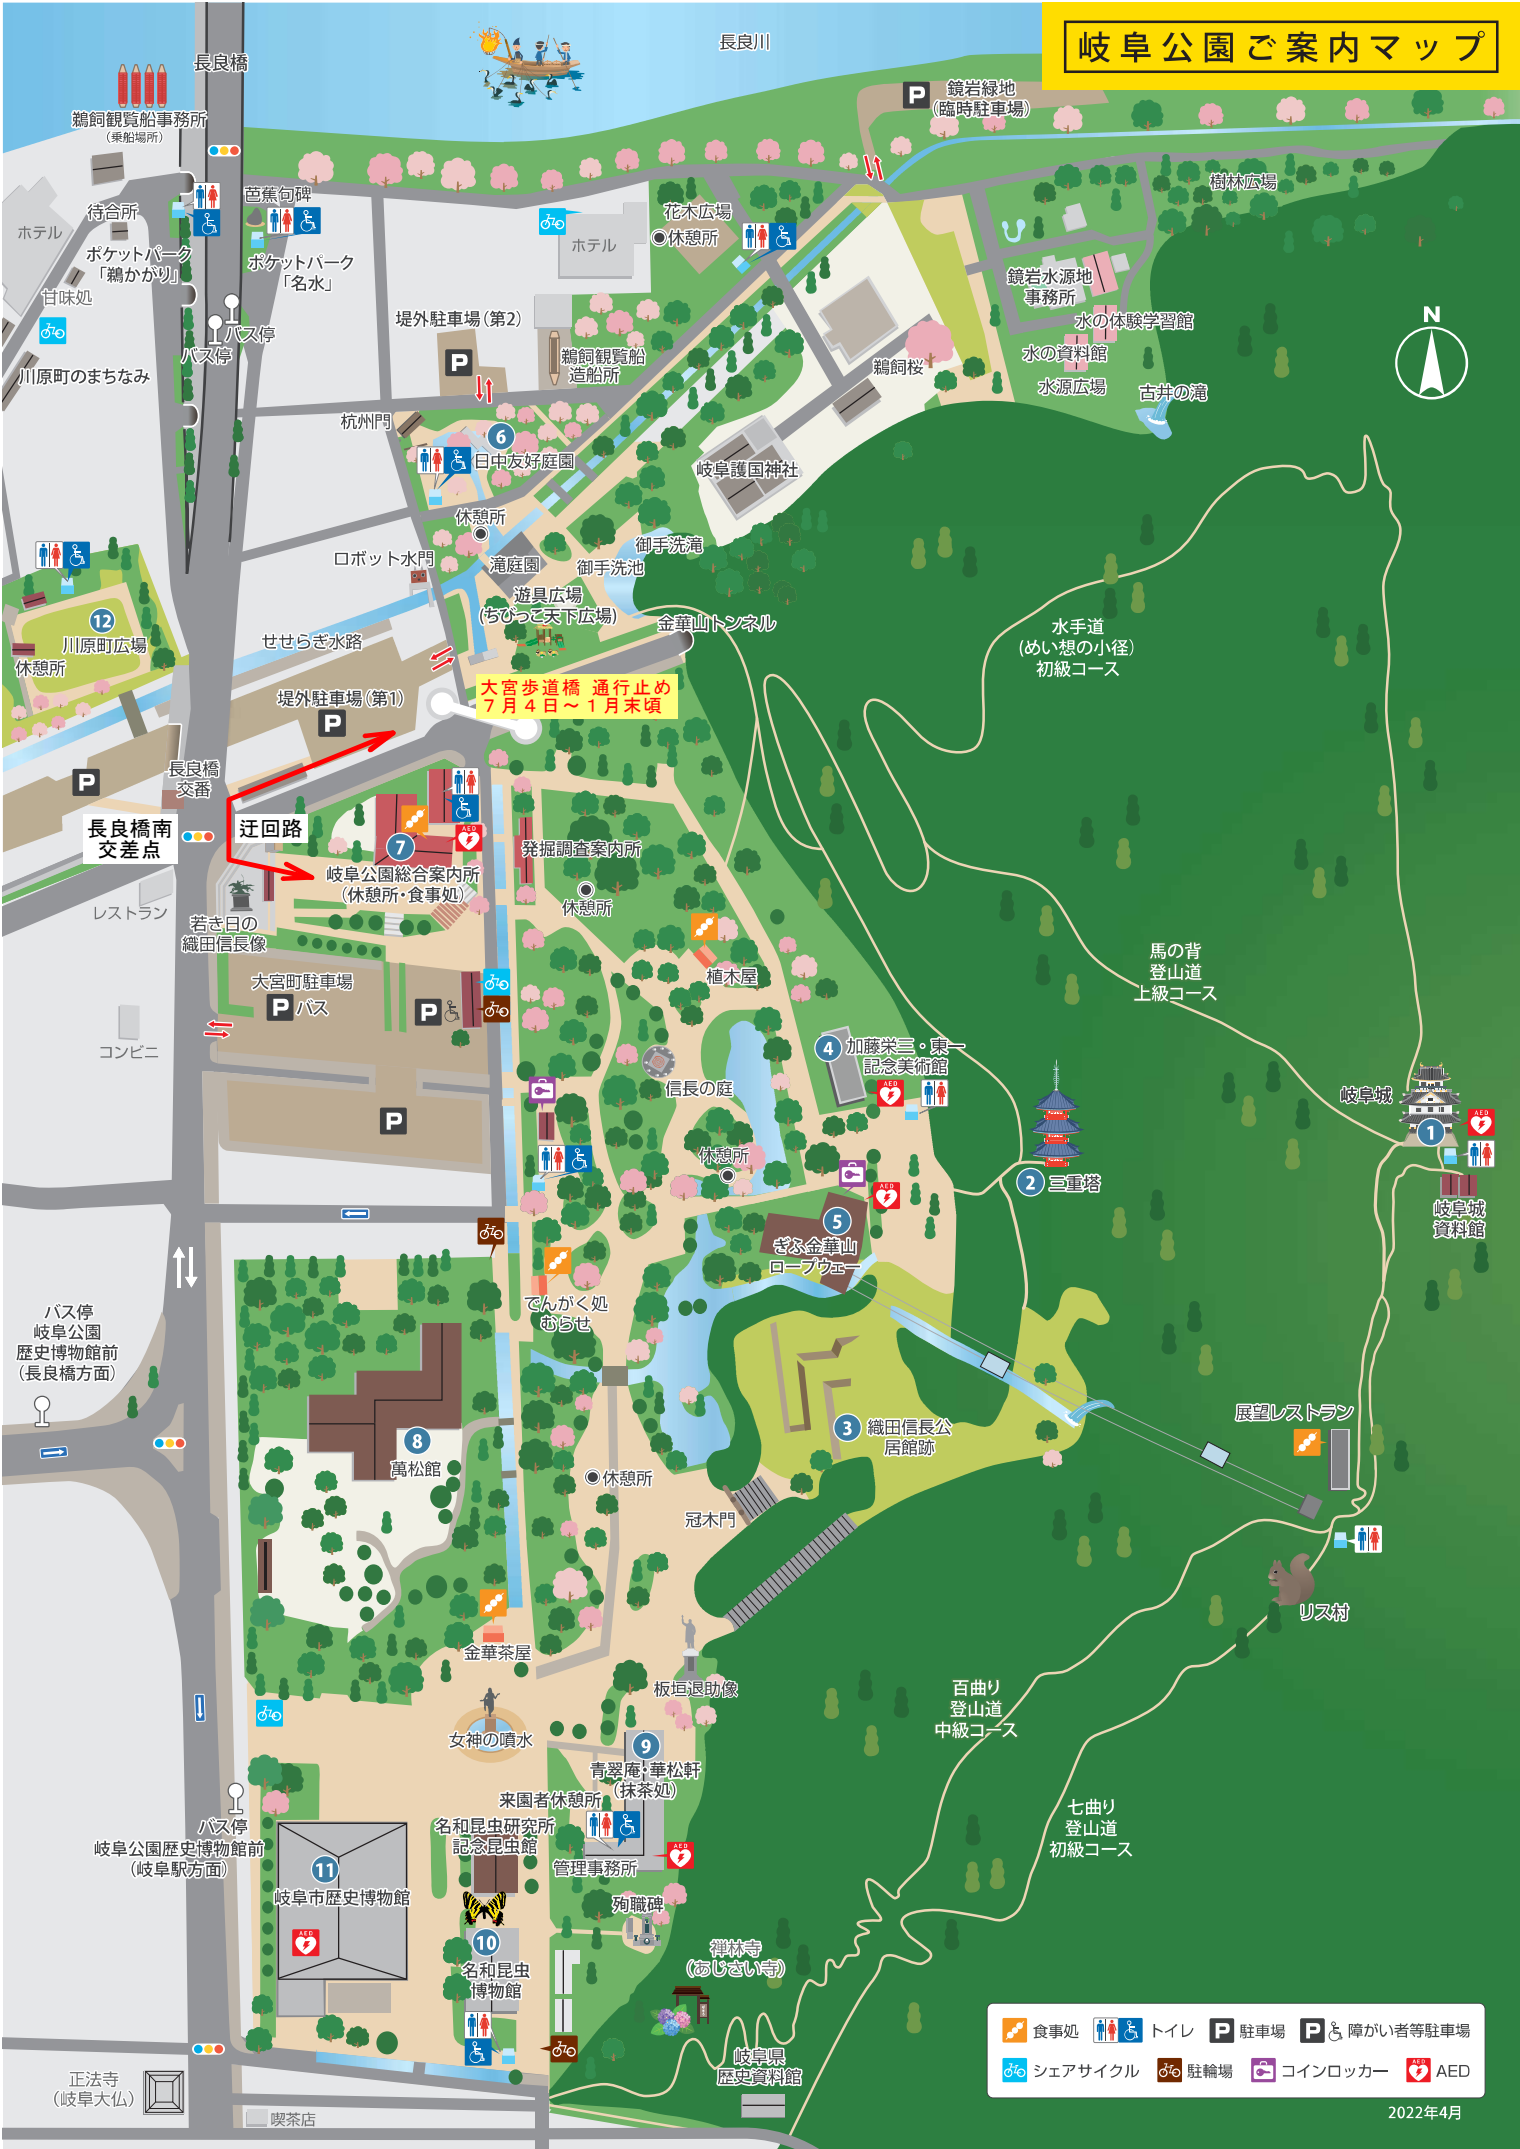 岐阜公園ご案内マップ
長良川
長良橋
鵜飼観覧船事務所
(乗船場所)
P
鏡岩緑地
(臨時駐車場)
待合所
ホテル
芭蕉句碑
ポケットパーク
「鵜かがり」
ポケットパーク
「名水」
甘味処
バス停
バス停
川原町のまちなみ
ホテル
花木広場
休憩所
樹林広場
鏡岩水源地
事務所
水の体験学習館
水の資料館
水源広場
古井の滝
N
堤外駐車場(第2)
P
鵜飼観覧船
造船所
鵜飼桜
杭州門
6
日中友好庭園
岐阜護国神社
休憩所
ロボット水門
滝庭園
御手洗滝
御手洗池
遊具広場
(ちびっこ天下広場)
金華山トンネル
12
川原町広場
休憩所
せせらぎ水路
水手道
(めい想の小径)
初級コース
大宮歩道橋 通行止め
7月4日〜1月末頃
堤外駐車場(第1)
P
P
長良橋
交番
長良橋南
交差点
迂回路
7
AED
岐阜公園総合案内所
(休憩所・食事処)
発掘調査案内所
休憩所
レストラン
若き日の
織田信長像
植木屋
馬の背
登山道
上級コース
大宮町駐車場
P バス
P
コンビニ
P
信長の庭
4
加藤栄三・東一
記念美術館
AED
休憩所
2
三重塔
岐阜城
1
AED
岐阜城
資料館
AED
5
ぎふ金華山
ロープウェー
でんがく処
むらせ
バス停
岐阜公園
歴史博物館前
(長良橋方面)
8
萬松館
3
織田信長公
居館跡
展望レストラン
休憩所
冠木門
リス村
金華茶屋
板垣退助像
百曲り
登山道
中級コース
女神の噴水
9
青翠庵・華松軒
(抹茶処)
来園者休憩所
バス停
岐阜公園歴史博物館前
(岐阜駅方面)
名和昆虫研究所
記念昆虫館
管理事務所
AED
七曲り
登山道
初級コース
11
岐阜市歴史博物館
AED
殉職碑
10
名和昆虫
博物館
禅林寺
(あじさい寺)
正法寺
(岐阜大仏)
喫茶店
岐阜県
歴史資料館
食事処 トイレ P 駐車場 P 障がい者等駐車場
シェアサイクル 駐輪場 コインロッカー AED AED
2022年4月